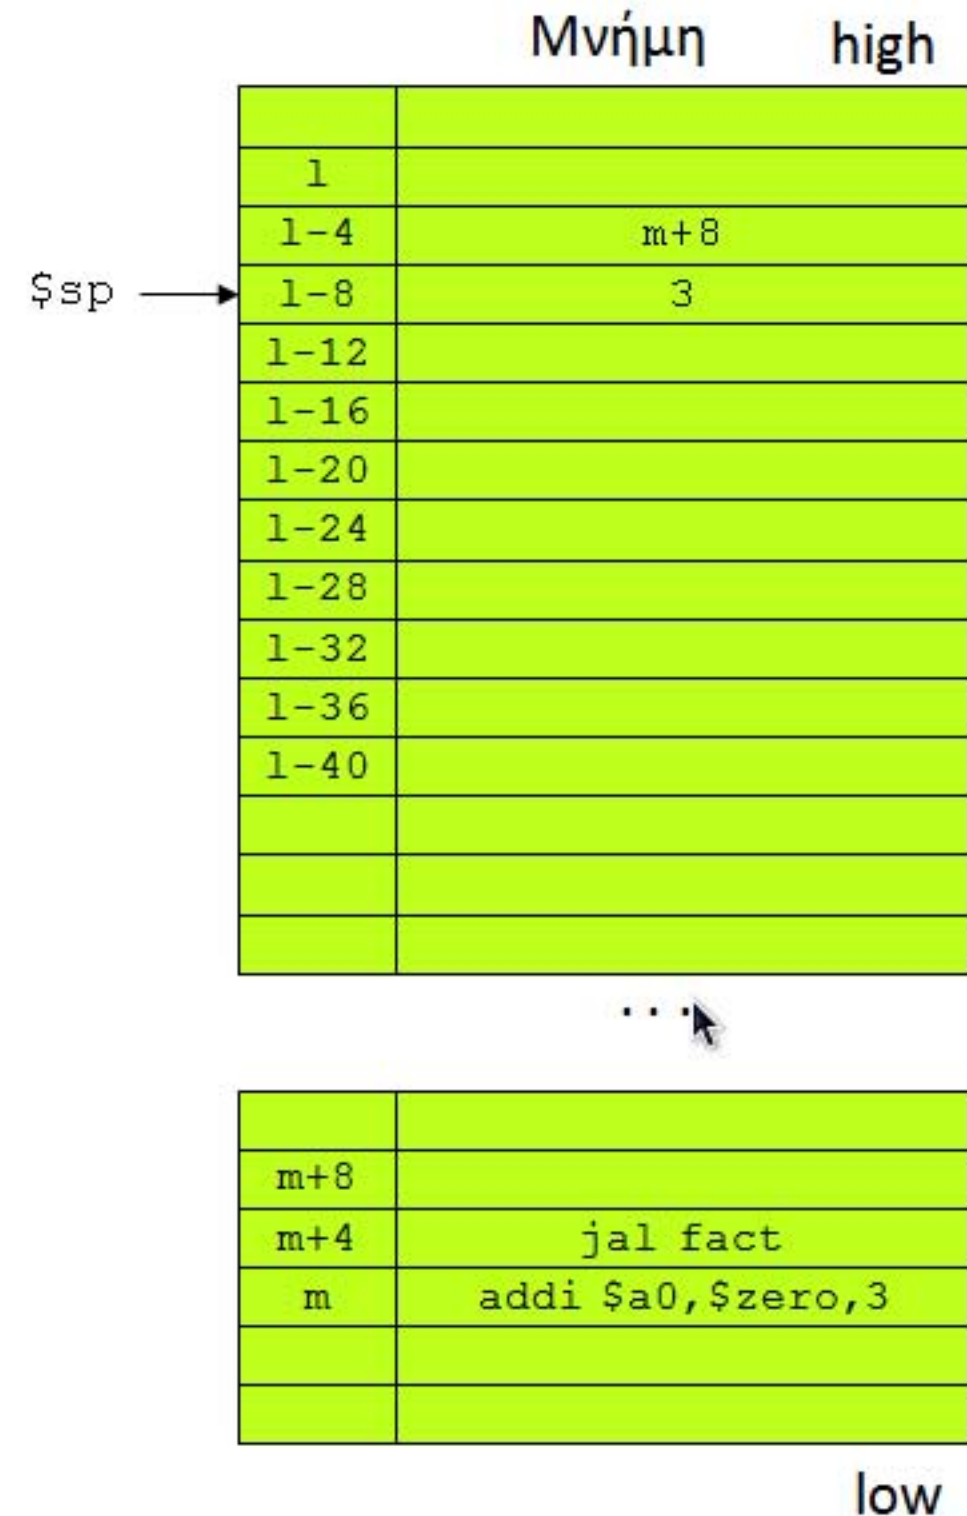 Μνήμη high
l
l-4 m+8
$sp l-8 3
l-12
l-16
l-20
l-24
l-28
l-32
l-36
l-40
...
m+8
m+4 jal fact
m addi $a0,$zero,3
low